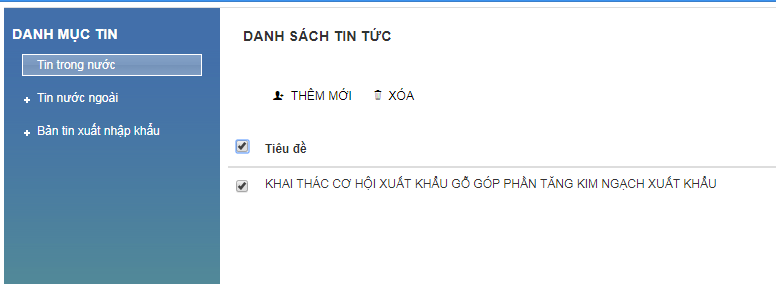 DANH MỤC TIN
Tin trong nước
Tin nước ngoài
Bản tin xuất nhập khẩu
DANH SÁCH TIN TỨC
THÊM MỚI XÓA
Tiêu đề
KHAI THÁC CƠ HỘI XUẤT KHẨU GỖ GÓP PHẦN TĂNG KIM NGẠCH XUẤT KHẨU